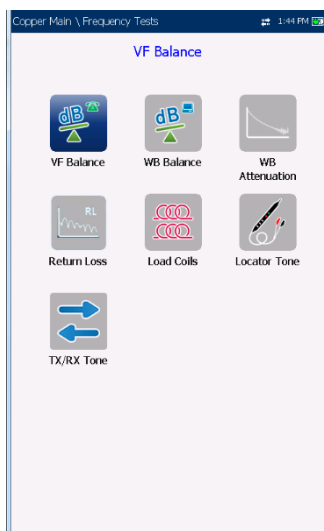 Copper Main \ Frequency Tests 1:44 PM
VF Balance
dB dB
VF Balance WB Balance WB
Attenuation
RL
Return Loss Load Coils Locator Tone
TX/RX Tone